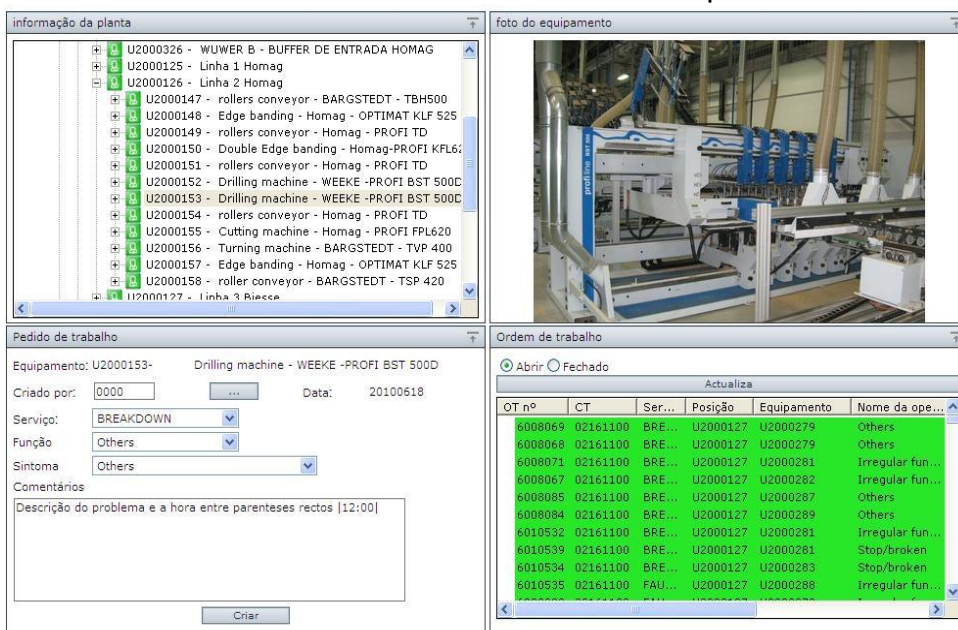 informação da planta
U2000326 - WUWER B - BUFFER DE ENTRADA HOMAG
U2000125 - Linha 1 Homag
U2000126 - Linha 2 Homag
U2000147 - rollers conveyor - BARGSTEDT - TBH500
U2000148 - Edge banding - Homag - OPTIMAT KLF 525
U2000149 - rollers conveyor - Homag - PROFI TD
U2000150 - Double Edge banding - Homag-PROFI KFL62
U2000151 - rollers conveyor - Homag - PROFI TD
U2000152 - Drilling machine - WEEKE -PROFI BST 500D
U2000153 - Drilling machine - WEEKE -PROFI BST 500D
U2000154 - rollers conveyor - Homag - PROFI TD
U2000155 - Cutting machine - Homag - PROFI FPL620
U2000156 - Turning machine - BARGSTEDT - TVP 400
U2000157 - Edge banding - Homag - OPTIMAT KLF 525
U2000158 - roller conveyor - BARGSTEDT - TSP 420
U2000127 - Linha 3 Biesse
foto do equipamento
profiline BST 500
Pedido de trabalho
Equipamento: U2000153- Drilling machine - WEEKE -PROFI BST 500D
Criado por: 0000 ... Data: 20100618
Serviço: BREAKDOWN
Função Others
Sintoma Others
Comentários
Descrição do problema e a hora entre parenteses rectos |12:00|
Criar
Ordem de trabalho
Abrir Fechado
Actualiza
OT nº CT Ser... Posição Equipamento Nome da ope...
6008069 02161100 BRE... U2000127 U2000279 Others
6008068 02161100 BRE... U2000127 U2000279 Others
6008071 02161100 BRE... U2000127 U2000281 Irregular fun...
6008067 02161100 BRE... U2000127 U2000282 Irregular fun...
6008085 02161100 BRE... U2000127 U2000287 Others
6008084 02161100 BRE... U2000127 U2000289 Others
6010532 02161100 BRE... U2000127 U2000281 Irregular fun...
6010539 02161100 BRE... U2000127 U2000281 Stop/broken
6010534 02161100 BRE... U2000127 U2000283 Stop/broken
6010535 02161100 FAU... U2000127 U2000288 Irregular fun...